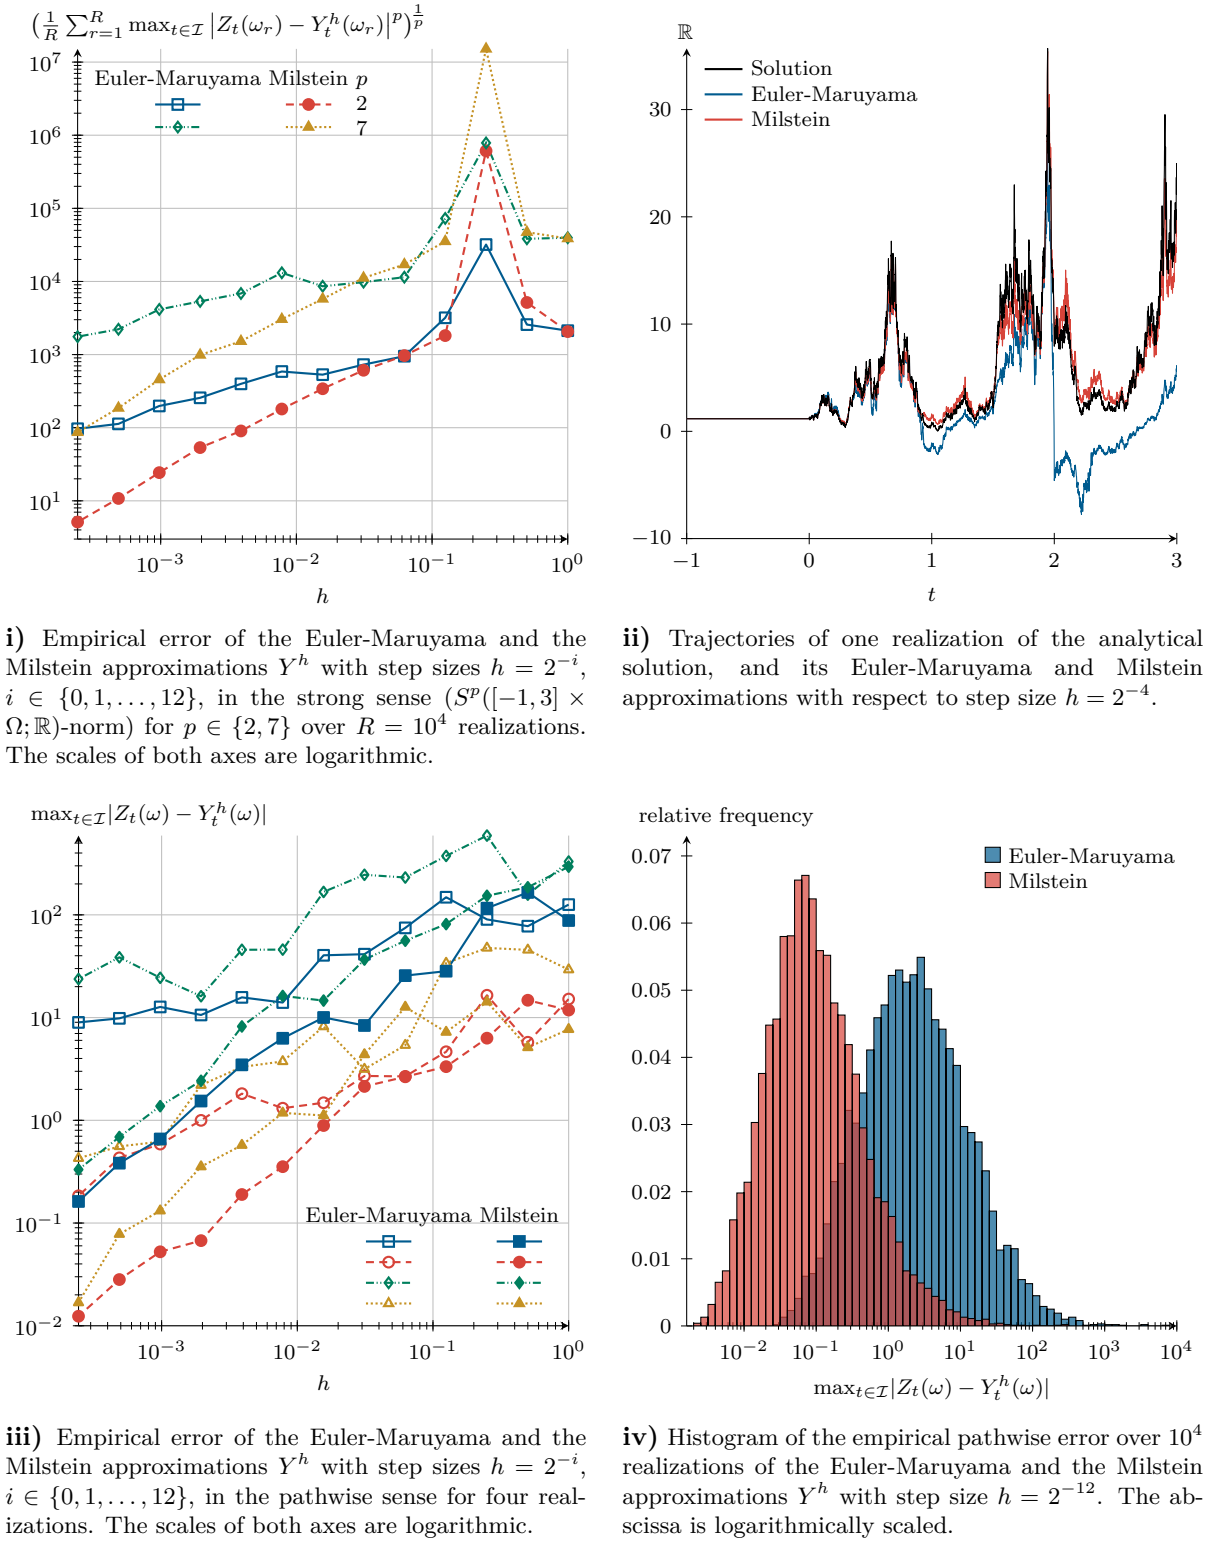 (1/R ∑_{r=1}^{R} max_{t∈𝓘} |Z_t(ω_r) − Y_t^h(ω_r)|^p)^{1/p}
10^7
10^6
10^5
10^4
10^3
10^2
10^1
Euler-Maruyama Milstein p
2
7
10^−3 10^−2 10^−1 10^0
h
i) Empirical error of the Euler-Maruyama and the
Milstein approximations Y^h with step sizes h = 2^−i,
i ∈ {0, 1, . . . , 12}, in the strong sense (S^p([−1, 3] ×
Ω; ℝ)-norm) for p ∈ {2, 7} over R = 10^4 realizations.
The scales of both axes are logarithmic.
ℝ
Solution
Euler-Maruyama
Milstein
30
20
10
0
−10
−1 0 1 2 3
t
ii) Trajectories of one realization of the analytical
solution, and its Euler-Maruyama and Milstein
approximations with respect to step size h = 2^−4.
max_{t∈𝓘}|Z_t(ω) − Y_t^h(ω)|
10^2
10^1
10^0
10^−1
10^−2
Euler-Maruyama Milstein
10^−3 10^−2 10^−1 10^0
h
iii) Empirical error of the Euler-Maruyama and the
Milstein approximations Y^h with step sizes h = 2^−i,
i ∈ {0, 1, . . . , 12}, in the pathwise sense for four real-
izations. The scales of both axes are logarithmic.
relative frequency
Euler-Maruyama
Milstein
0.07
0.06
0.05
0.04
0.03
0.02
0.01
0
10^−2 10^−1 10^0 10^1 10^2 10^3 10^4
max_{t∈𝓘}|Z_t(ω) − Y_t^h(ω)|
iv) Histogram of the empirical pathwise error over 10^4
realizations of the Euler-Maruyama and the Milstein
approximations Y^h with step size h = 2^−12. The ab-
scissa is logarithmically scaled.